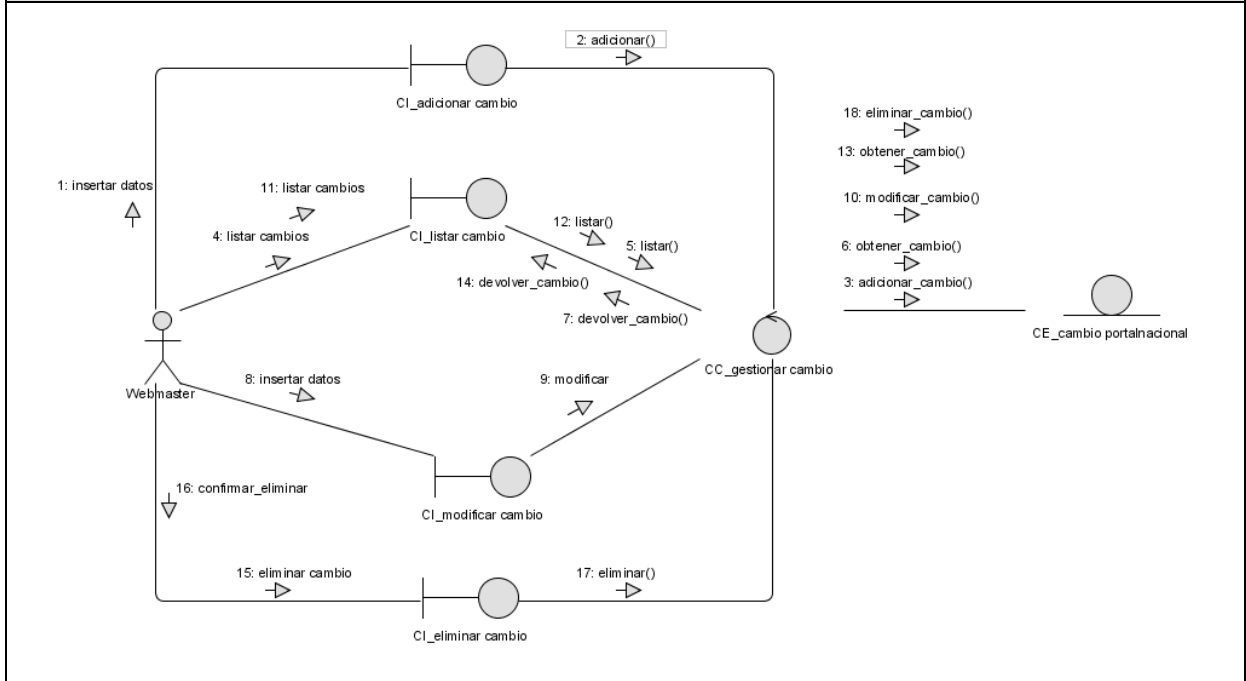 2: adicionar()
CI_adicionar cambio
18: eliminar_cambio()
13: obtener_cambio()
1: insertar datos
11: listar cambios
10: modificar_cambio()
4: listar cambios
CI_listar cambio
12: listar()
5: listar()
6: obtener_cambio()
14: devolver_cambio()
3: adicionar_cambio()
7: devolver_cambio()
CE_cambio portalnacional
CC_gestionar cambio
8: insertar datos
9: modificar
Webmaster
16: confirmar_eliminar
CI_modificar cambio
15: eliminar cambio
17: eliminar()
CI_eliminar cambio